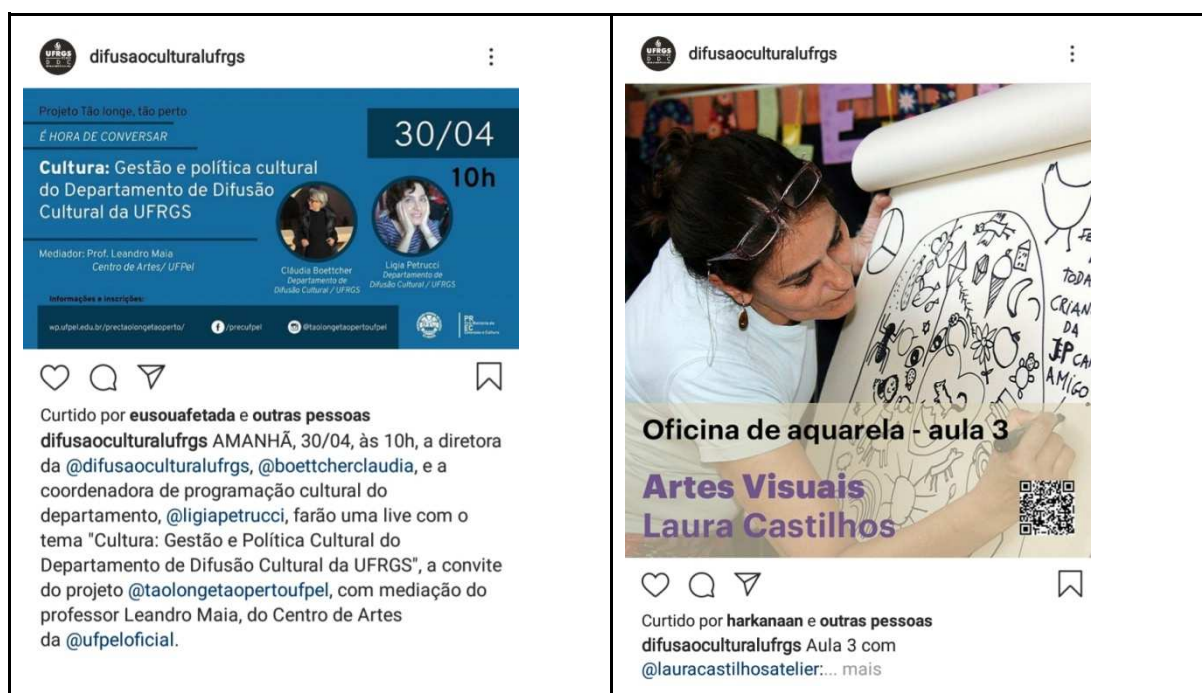 difusaoculturalufrgs
Projeto Tão longe, tão perto
É HORA DE CONVERSAR
30/04
10h
Cultura: Gestão e política cultural
do Departamento de Difusão
Cultural da UFRGS
Mediador: Prof. Leandro Maia
Centro de Artes/ UFPel
Cláudia Boettcher
Departamento de
Difusão Cultural / UFRGS
Ligia Petrucci
Departamento de
Difusão Cultural / UFRGS
Informações e inscrições:
wp.ufpel.edu.br/prectaolongetaoperto/
/precufpel
@taolongetaopertoufpel
PR
EC
Curtido por eusouafetada e outras pessoas
difusaoculturalufrgs AMANHÃ, 30/04, às 10h, a diretora
da @difusaoculturalufrgs, @boettcherclaudia, e a
coordenadora de programação cultural do
departamento, @ligiapetrucci, farão uma live com o
tema "Cultura: Gestão e Política Cultural do
Departamento de Difusão Cultural da UFRGS", a convite
do projeto @taolongetaopertoufpel, com mediação do
professor Leandro Maia, do Centro de Artes
da @ufpeloficial.
UFRGS
difusaoculturalufrgs
TODA
CRIAN
DA
JEP CA
AMIGO
Oficina de aquarela - aula 3
Artes Visuais
Laura Castilhos
Curtido por harkanaan e outras pessoas
difusaoculturalufrgs Aula 3 com
@lauracastilhosatelier:... mais